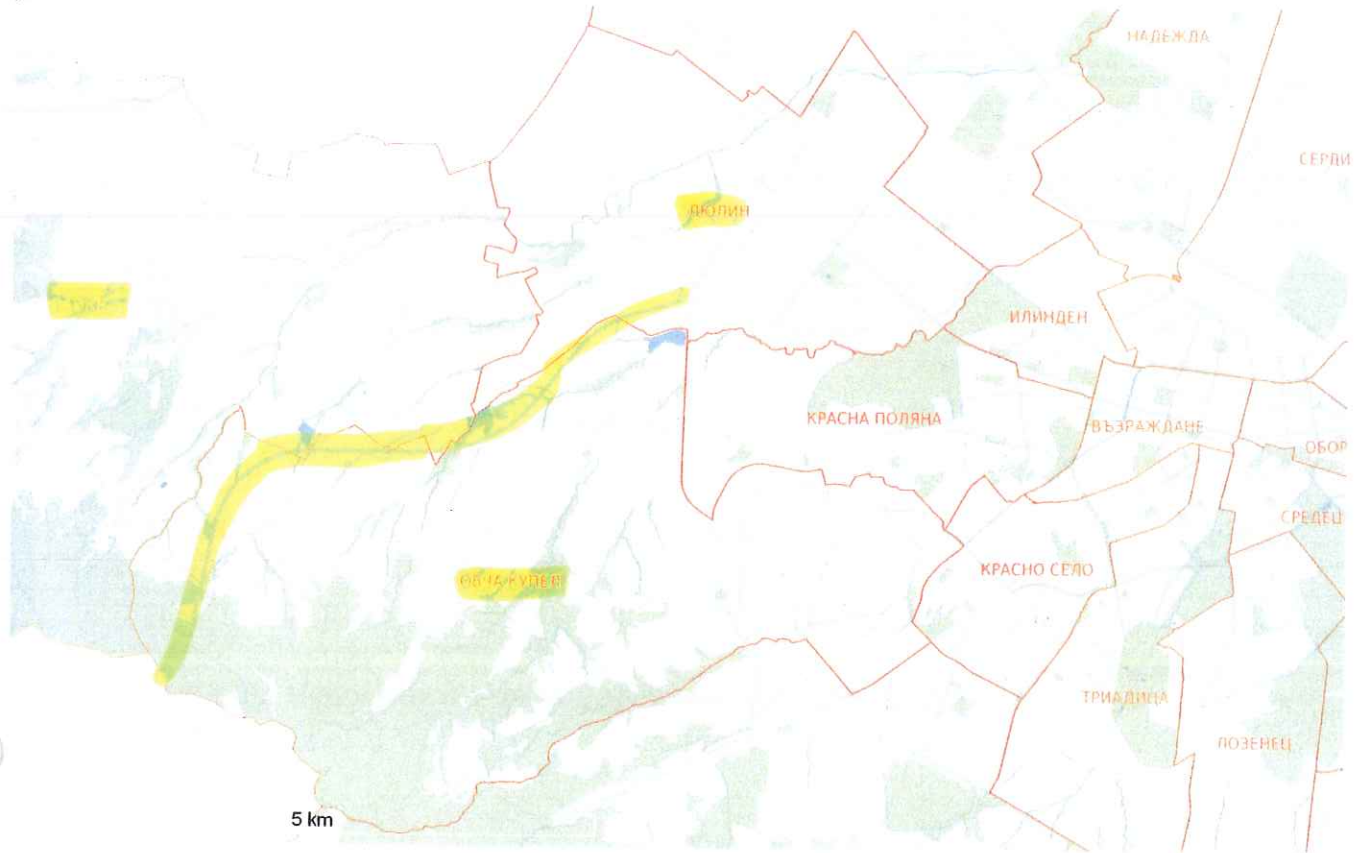 НАДЕЖДА
СЕРДИ
ЛЮЛИН
ИЛИНДЕН
КРАСНА ПОЛЯНА
ВЪЗРАЖДАНЕ
ОБОР
СРЕДЕЦ
КРАСНО СЕЛО
ОВЧА КУПЕЛ
ТРИАДИЦА
ЛОЗЕНЕЦ
5 km